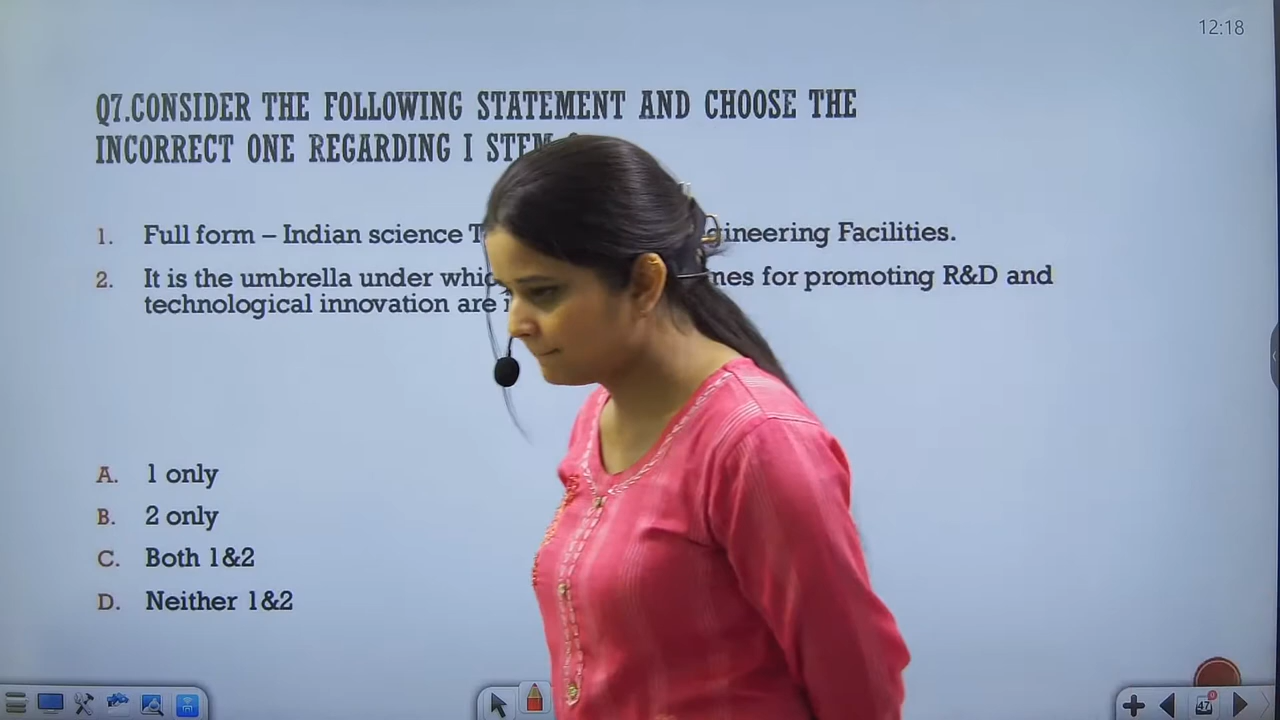 12:18
Q7.CONSIDER THE FOLLOWING STATEMENT AND CHOOSE THE
INCORRECT ONE REGARDING I STEM ?
1. Full form – Indian science gineering Facilities.
2. It is the umbrella under for promoting R&D and
technological innovation are
A. 1 only
B. 2 only
C. Both 1&2
D. Neither 1&2
47